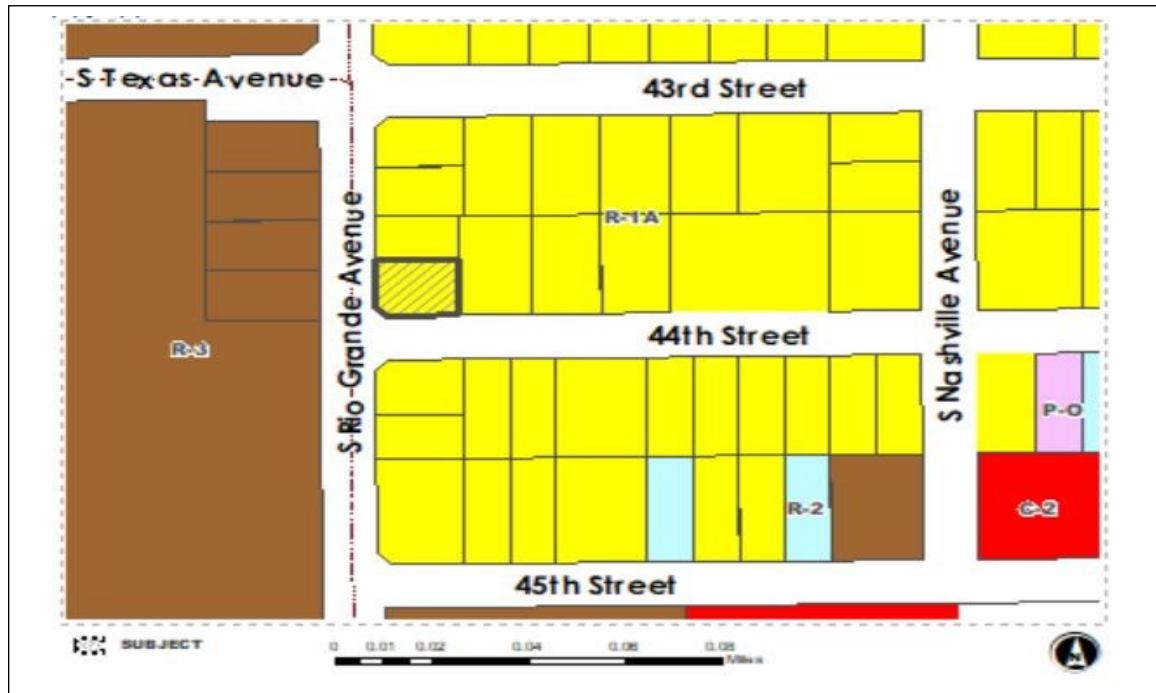 S Texas Avenue
43rd Street
S Rio Grande Avenue
R-1A
S Nashville Avenue
44th Street
R-3
P-O
R-2
C-2
45th Street
SUBJECT
0 0.01 0.02 0.04 0.06 0.08
Miles
N